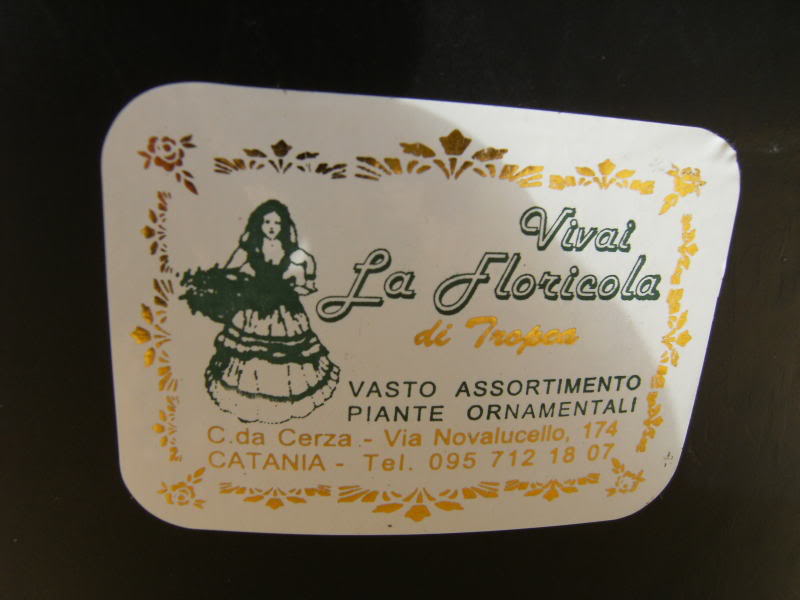 Vivai
La Floricola
di Tropea
VASTO ASSORTIMENTO
PIANTE ORNAMENTALI
C.da Cerza - Via Novalucello, 174
CATANIA - Tel. 095 712 18 07